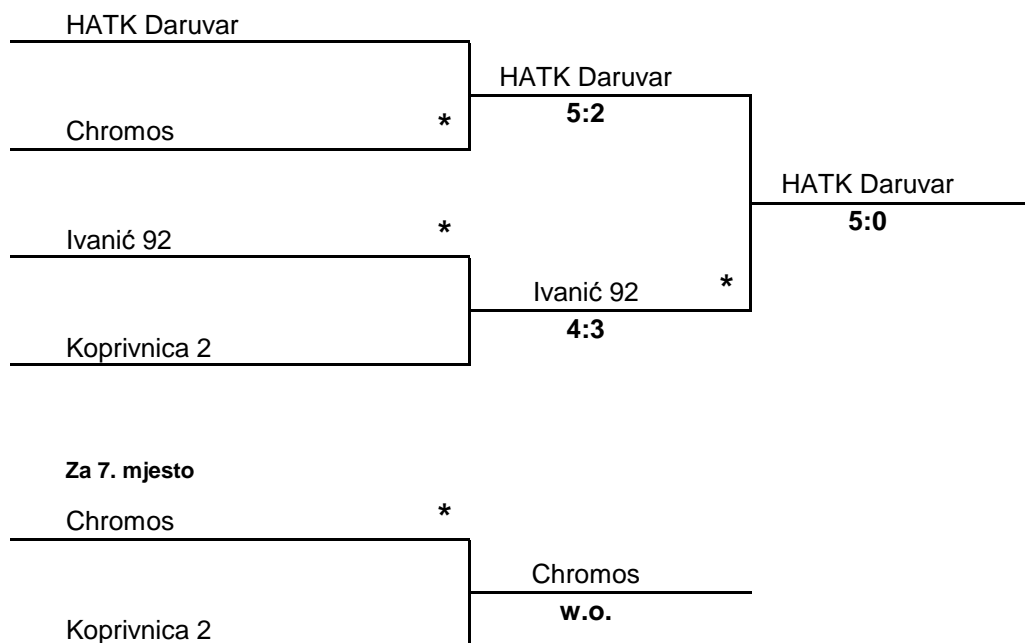 HATK Daruvar
HATK Daruvar
5:2
Chromos *
HATK Daruvar
5:0
Ivanić 92 *
Ivanić 92 *
4:3
Koprivnica 2
Za 7. mjesto
Chromos *
Chromos
w.o.
Koprivnica 2